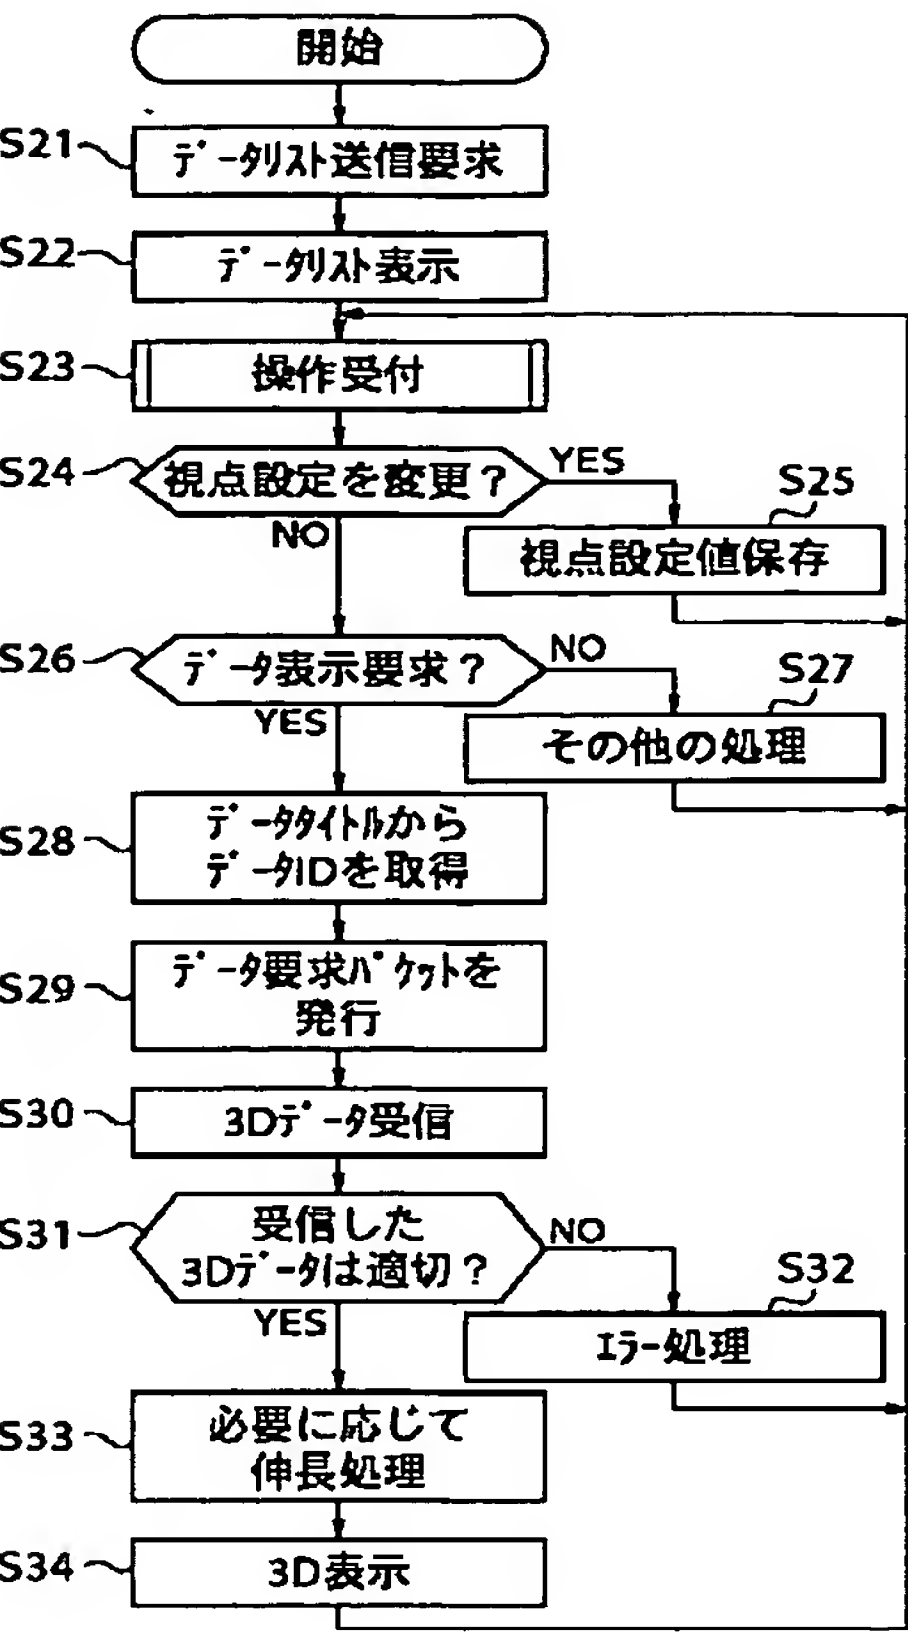 開始
S21
データリスト送信要求
S22
データリスト表示
S23
操作受付
S24
視点設定を変更？
YES
NO
S25
視点設定値保存
S26
データ表示要求？
NO
YES
S27
その他の処理
S28
データタイトルから
データIDを取得
S29
データ要求パケットを
発行
S30
3Dデータ受信
S31
受信した
3Dデータは適切？
NO
YES
S32
エラー処理
S33
必要に応じて
伸長処理
S34
3D表示